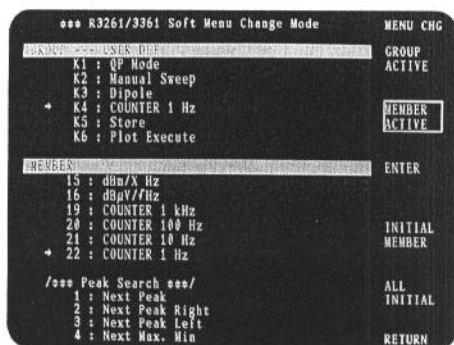 *** R3261/3361 Soft Menu Change Mode
MENU CHG
GROUP --- USER DEF
K1 : QP Mode
K2 : Manual Sweep
K3 : Dipole
→ K4 : COUNTER 1 Hz
K5 : Store
K6 : Plot Execute
MEMBER
15 : dBm/X Hz
16 : dBμV/√Hz
19 : COUNTER 1 kHz
20 : COUNTER 100 Hz
21 : COUNTER 10 Hz
→ 22 : COUNTER 1 Hz
/*** Peak Search ***/
1 : Next Peak
2 : Next Peak Right
3 : Next Peak Left
4 : Next Max. Min
GROUP
ACTIVE
MEMBER
ACTIVE
ENTER
INITIAL
MEMBER
ALL
INITIAL
RETURN